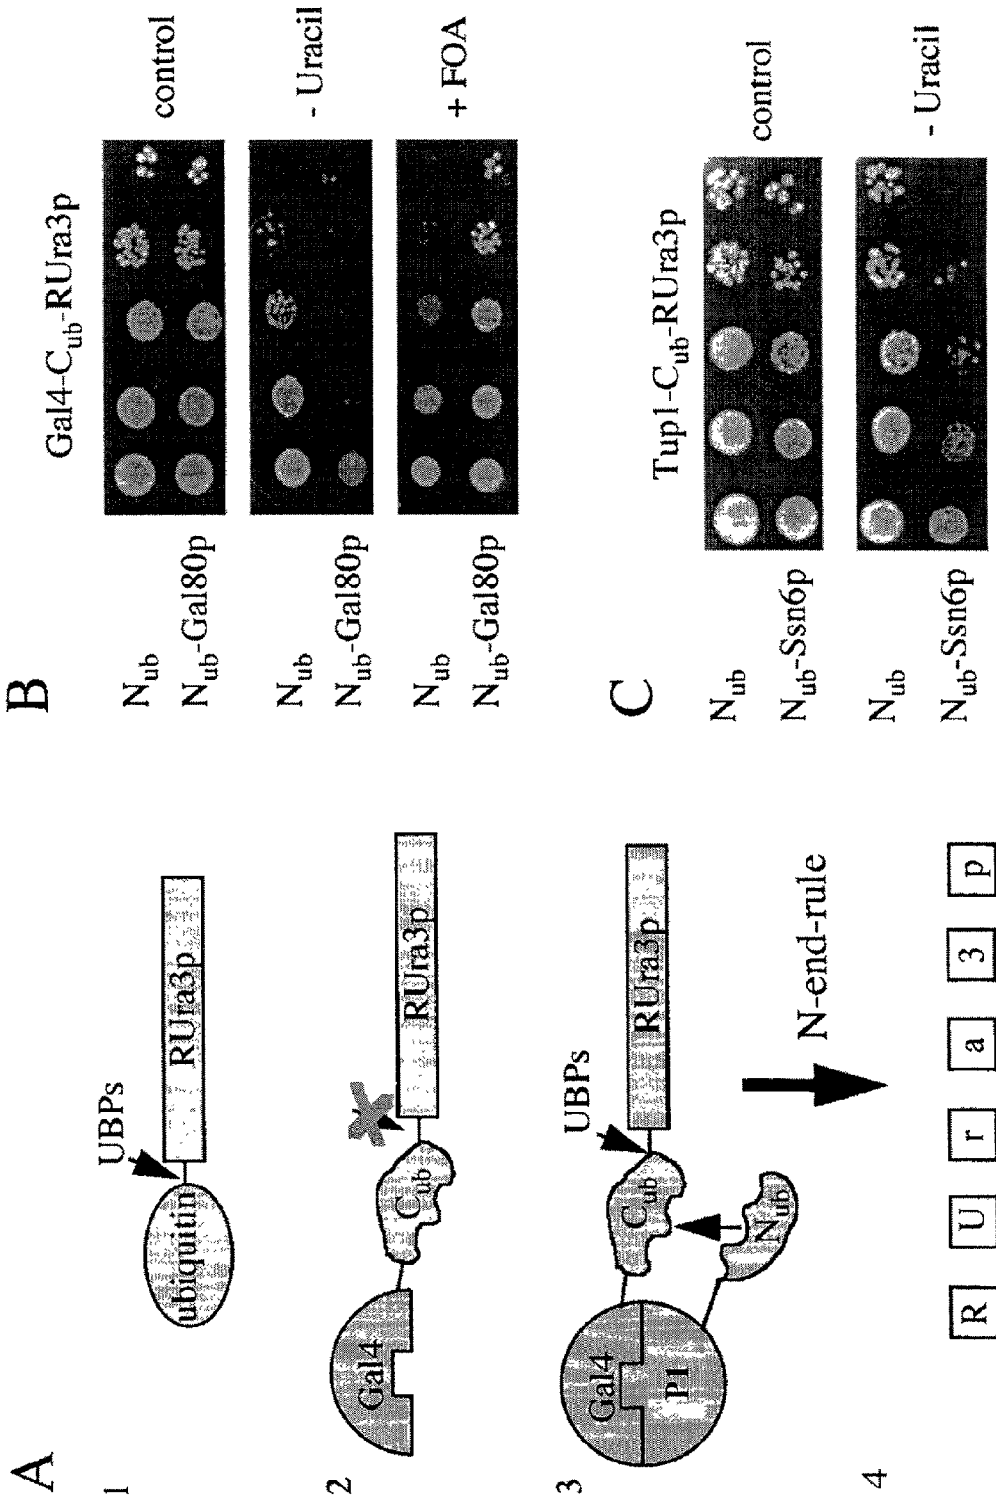 A
1
UBPs
ubiquitin
RUra3p
2
Gal4
Cub
RUra3p
3
UBPs
Gal4
Cub
RUra3p
P1
Nub
N-end-rule
4
R U r a 3 p
B
Gal4-Cub-RUra3p
Nub
Nub-Gal80p
control
Nub
Nub-Gal80p
- Uracil
Nub
Nub-Gal80p
+ FOA
C
Tup1-Cub-RUra3p
Nub
Nub-Ssn6p
control
Nub
Nub-Ssn6p
- Uracil